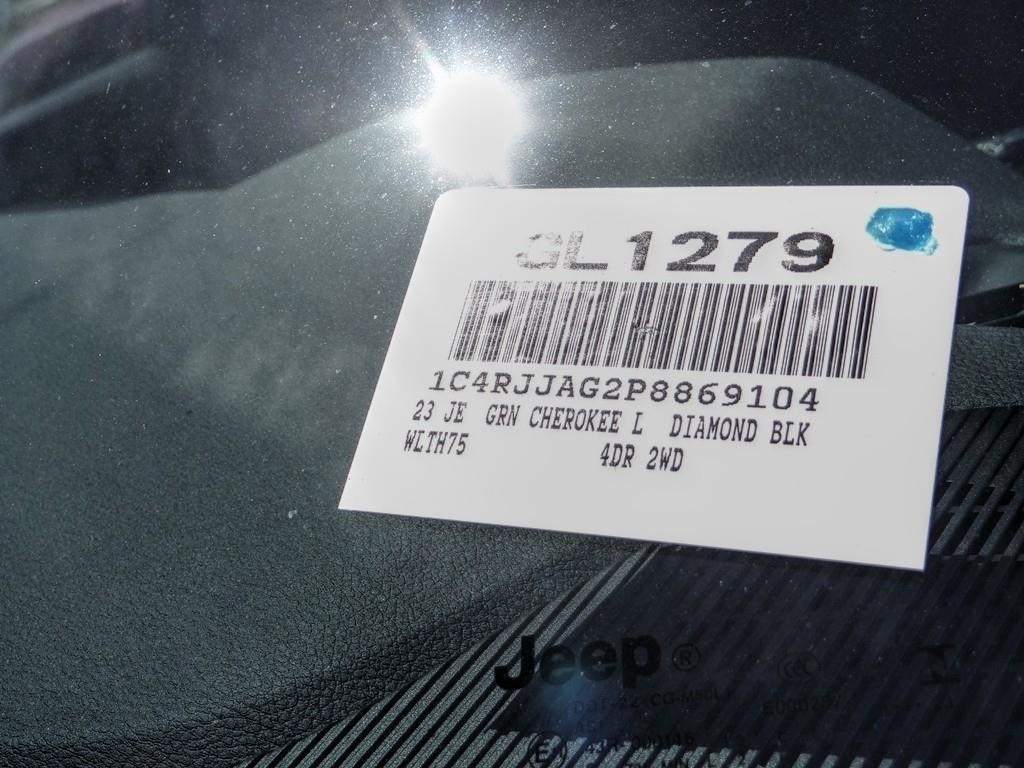 GL1279
1C4RJJAG2P8869104
23 JE GRN CHEROKEE L DIAMOND BLK
WLTH75 4DR 2WD
Jeep®